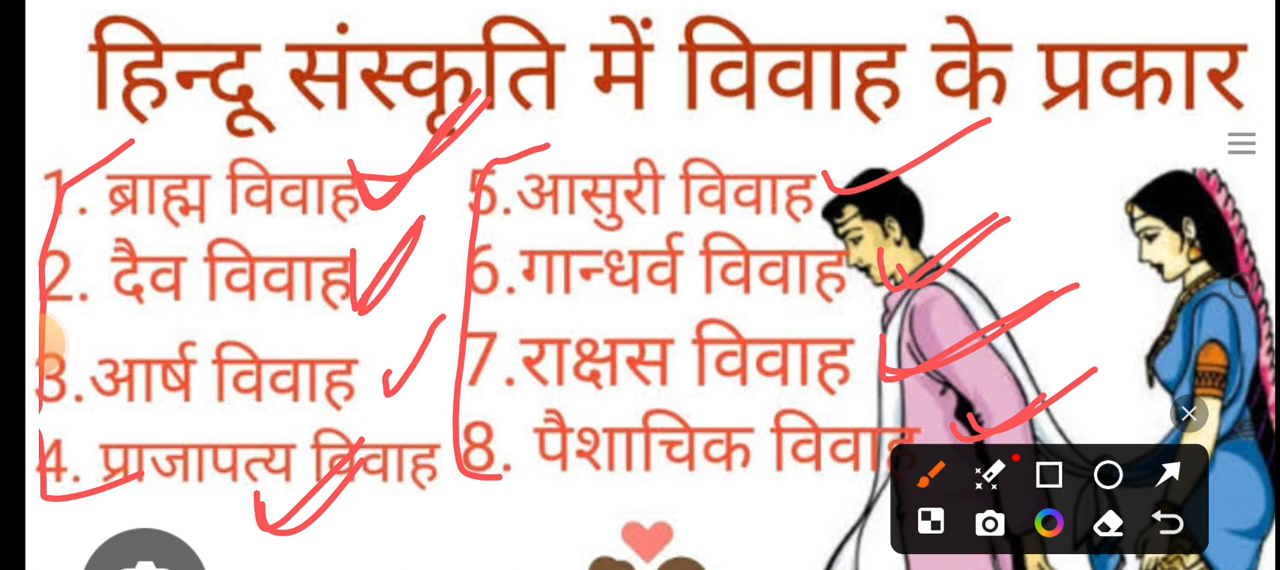 हिन्दू संस्कृति में विवाह के प्रकार
1. ब्राह्म विवाह
2. दैव विवाह
3.आर्ष विवाह
4. प्राजापत्य विवाह
5.आसुरी विवाह
6.गान्धर्व विवाह
7.राक्षस विवाह
8. पैशाचिक विवाह